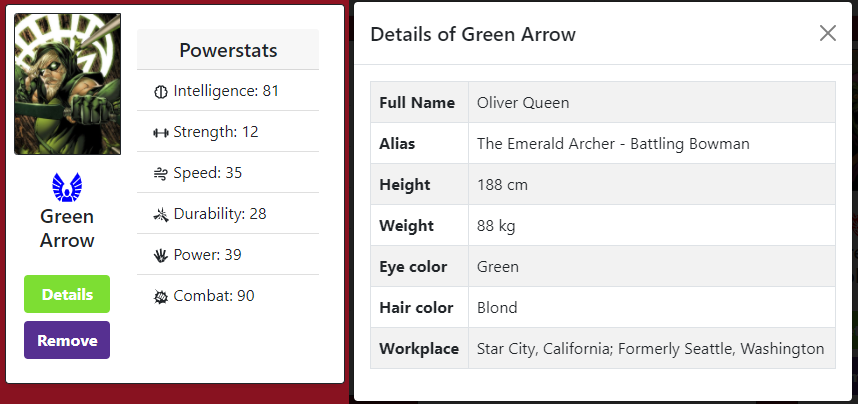 Powerstats
Intelligence: 81
Strength: 12
Speed: 35
Durability: 28
Power: 39
Combat: 90
Green
Arrow
Details
Remove
Details of Green Arrow
Full Name Oliver Queen
Alias The Emerald Archer - Battling Bowman
Height 188 cm
Weight 88 kg
Eye color Green
Hair color Blond
Workplace Star City, California; Formerly Seattle, Washington